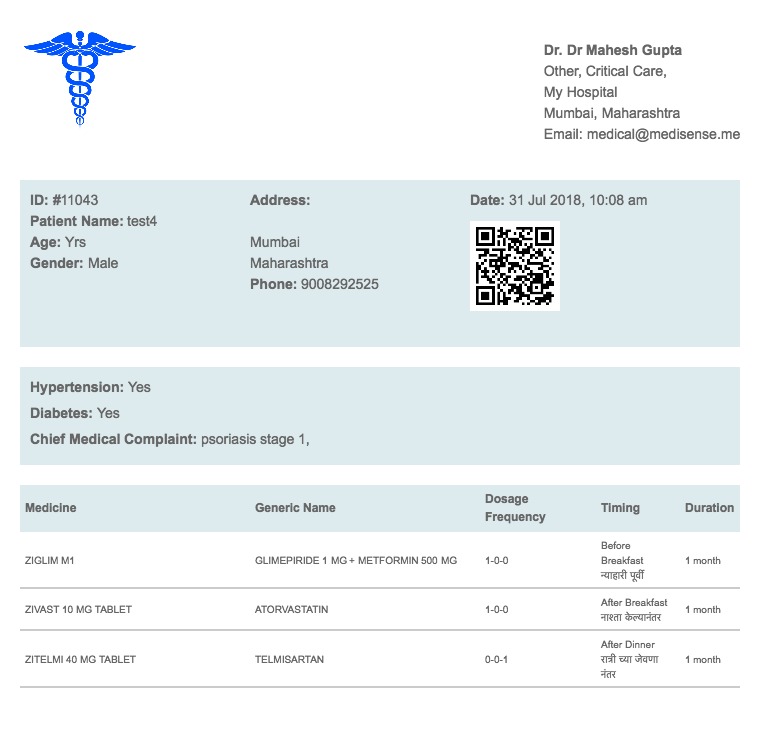 Dr. Dr Mahesh Gupta
Other, Critical Care,
My Hospital
Mumbai, Maharashtra
Email: medical@medisense.me
ID: #11043
Patient Name: test4
Age: Yrs
Gender: Male
Address:
Mumbai
Maharashtra
Phone: 9008292525
Date: 31 Jul 2018, 10:08 am
Hypertension: Yes
Diabetes: Yes
Chief Medical Complaint: psoriasis stage 1,
Medicine Generic Name Dosage Frequency Timing Duration
ZIGLIM M1 GLIMEPIRIDE 1 MG + METFORMIN 500 MG 1-0-0 Before Breakfast न्याहारी पूर्वी 1 month
ZIVAST 10 MG TABLET ATORVASTATIN 1-0-0 After Breakfast नाश्ता केल्यानंतर 1 month
ZITELMI 40 MG TABLET TELMISARTAN 0-0-1 After Dinner रात्री च्या जेवणा नंतर 1 month